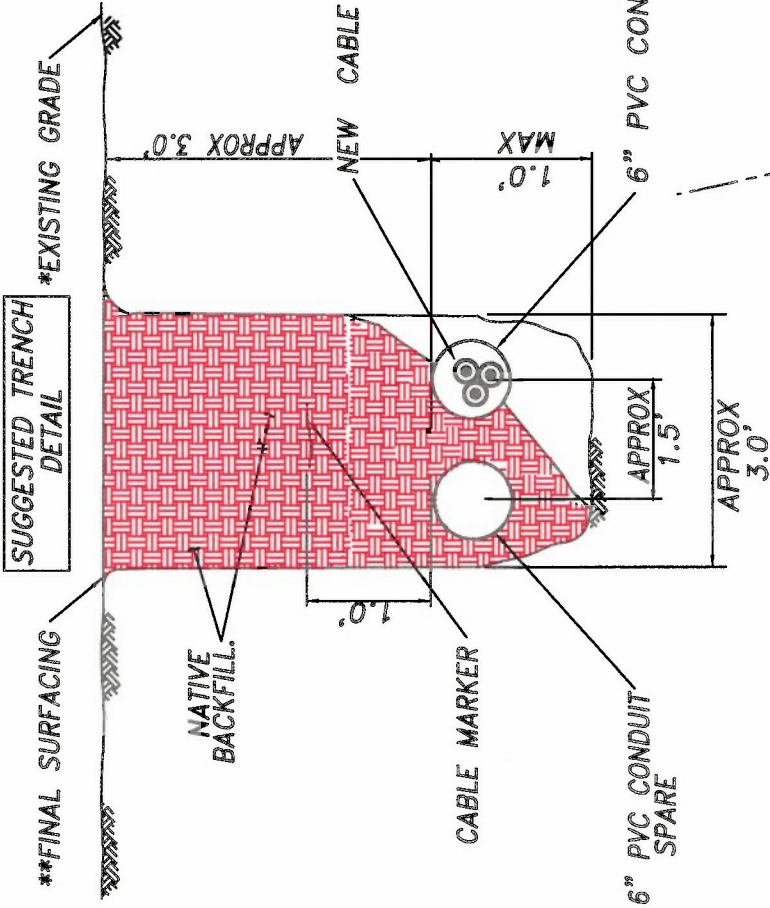 SUGGESTED TRENCH
DETAIL
**FINAL SURFACING
*EXISTING GRADE
NATIVE
BACKFILL.
APPROX 3.0'
1.0'
NEW CABLE
1.0'
MAX
CABLE MARKER
6" PVC CON
6" PVC CONDUIT
SPARE
APPROX
1.5'
APPROX
3.0'